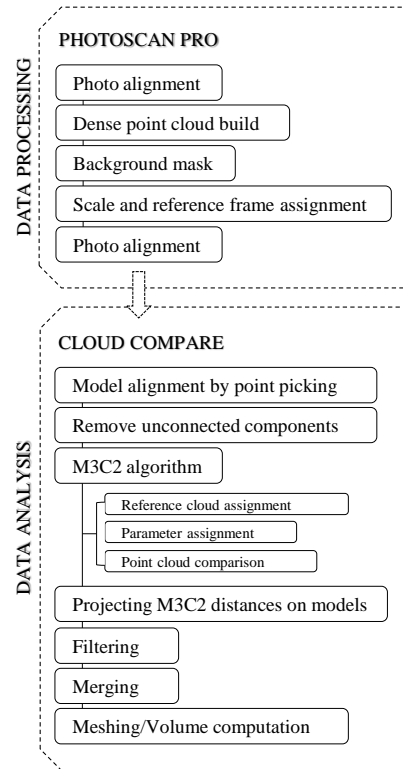 DATA PROCESSING
PHOTOSCAN PRO
Photo alignment
Dense point cloud build
Background mask
Scale and reference frame assignment
Photo alignment
DATA ANALYSIS
CLOUD COMPARE
Model alignment by point picking
Remove unconnected components
M3C2 algorithm
Reference cloud assignment
Parameter assignment
Point cloud comparison
Projecting M3C2 distances on models
Filtering
Merging
Meshing/Volume computation